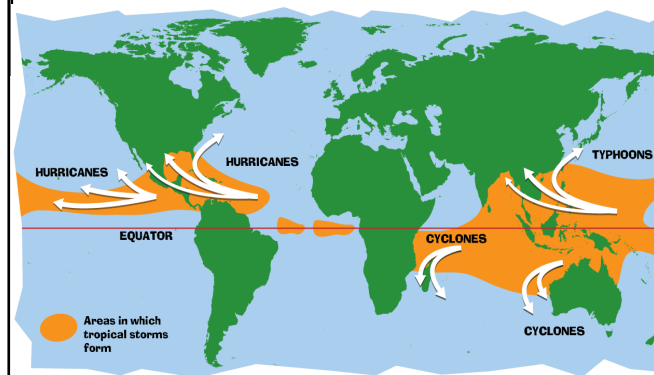 HURRICANES
HURRICANES
TYPHOONS
EQUATOR
CYCLONES
CYCLONES
Areas in which
tropical storms
form